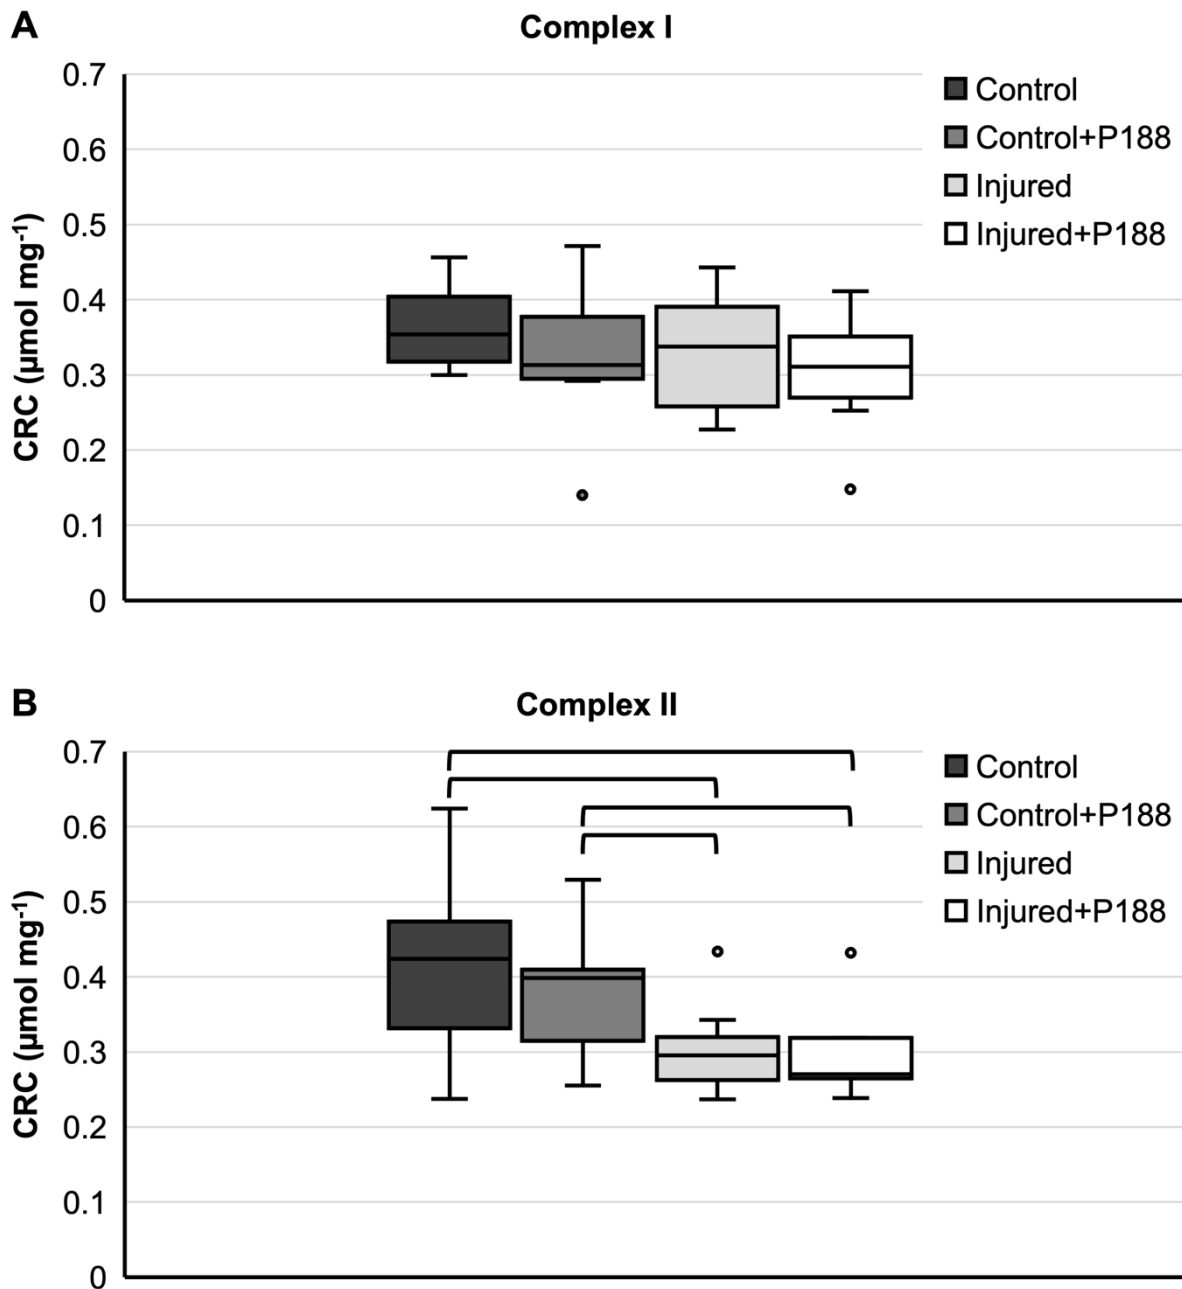 A
Complex I
0.7
0.6
0.5
0.4
0.3
0.2
0.1
0
CRC (µmol mg⁻¹)
Control
Control+P188
Injured
Injured+P188
B
Complex II
0.7
0.6
0.5
0.4
0.3
0.2
0.1
0
CRC (µmol mg⁻¹)
Control
Control+P188
Injured
Injured+P188